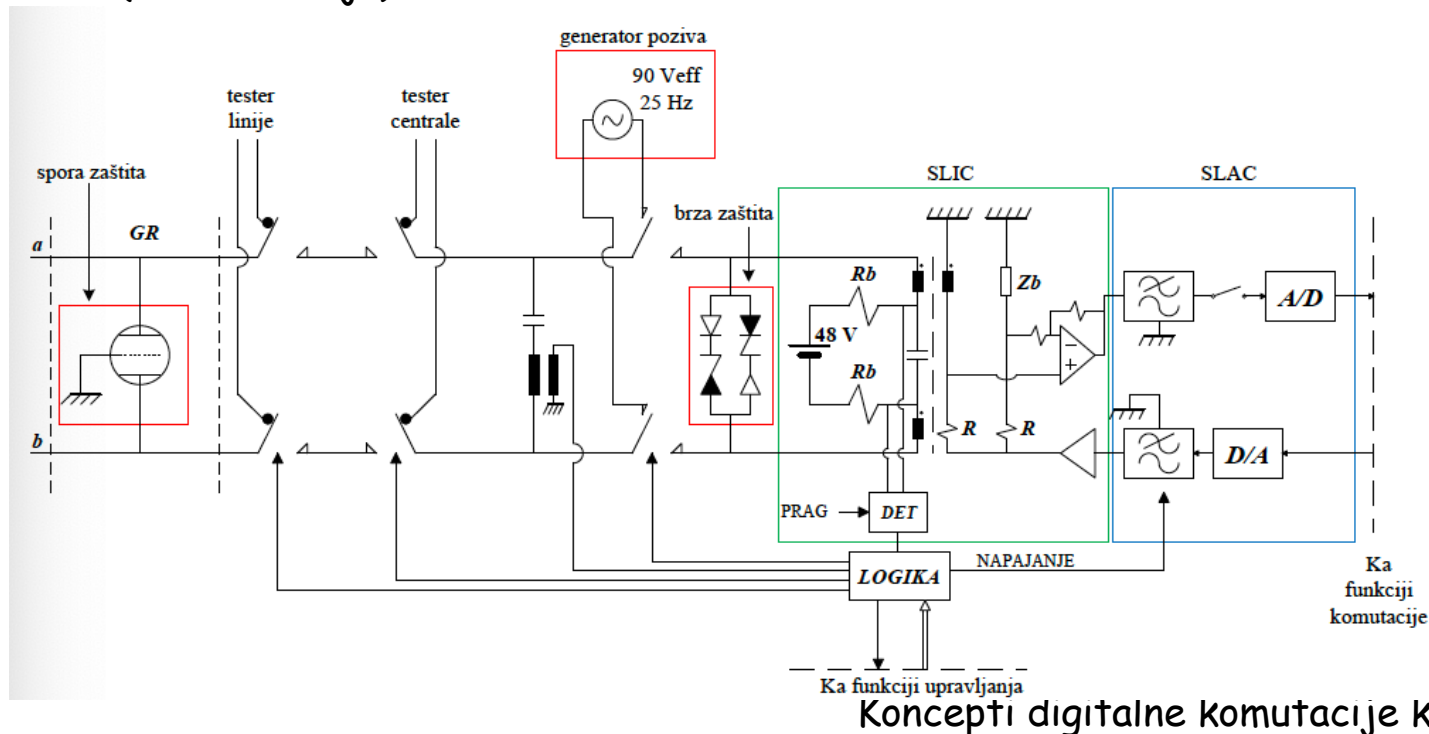 generator poziva
90 Veff
25 Hz
tester
linije
tester
centrale
spora zaštita
SLIC
SLAC
brza zaštita
GR
a
Rb
Zb
A/D
48 V
Rb
b
R
R
D/A
PRAG
DET
NAPAJANJE
LOGIKA
Ka
funkciji
komutacije
Ka funkciji upravljanja
Koncepti digitalne komutacije